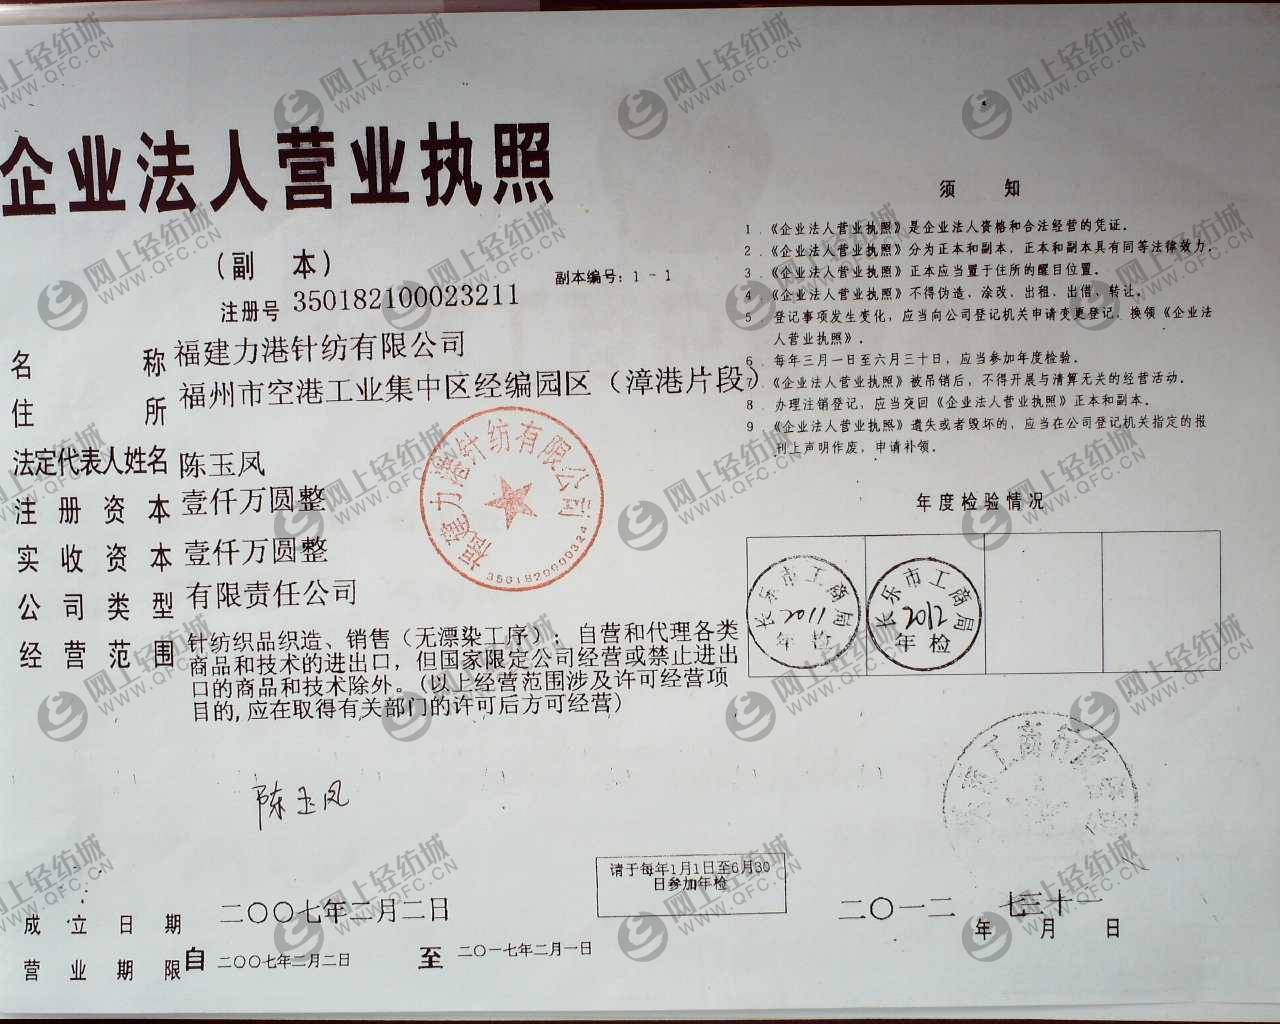 企业法人营业执照
(副 本)
副本编号：1-1
注册号 350182100023211
名 称 福建力港针纺有限公司
住 所 福州市空港工业集中区经编园区（漳港片段）
法定代表人姓名 陈玉凤
注册资本 壹仟万圆整
实收资本 壹仟万圆整
公司类型 有限责任公司
经营范围 针纺织品织造、销售（无漂染工序）；自营和代理各类
商品和技术的进出口，但国家限定公司经营或禁止进出
口的商品和技术除外。（以上经营范围涉及许可经营项
目的,应在取得有关部门的许可后方可经营）
福建力港针纺有限公司
陈玉凤
成立日期 二〇〇七年二月二日
营业期限 自 二〇〇七年二月二日 至 二〇一七年二月一日
须 知
1．《企业法人营业执照》是企业法人资格和合法经营的凭证。
2．《企业法人营业执照》分为正本和副本，正本和副本具有同等法律效力。
3．《企业法人营业执照》正本应当置于住所的醒目位置。
4．《企业法人营业执照》不得伪造、涂改、出租、出借、转让。
5．登记事项发生变化，应当向公司登记机关申请变更登记，换领《企业法
人营业执照》。
6．每年三月一日至六月三十日，应当参加年度检验。
7．《企业法人营业执照》被吊销后，不得开展与清算无关的经营活动。
8．办理注销登记，应当交回《企业法人营业执照》正本和副本。
9．《企业法人营业执照》遗失或者毁坏的，应当在公司登记机关指定的报
刊上声明作废，申请补领。
年度检验情况
长乐市工商局
2011
年检
长乐市工商局
2012
年检
请于每年1月1日至6月30
日参加年检
二〇一二 年 七 月 三十一 日
网上轻纺城
WWW.QFC.CN